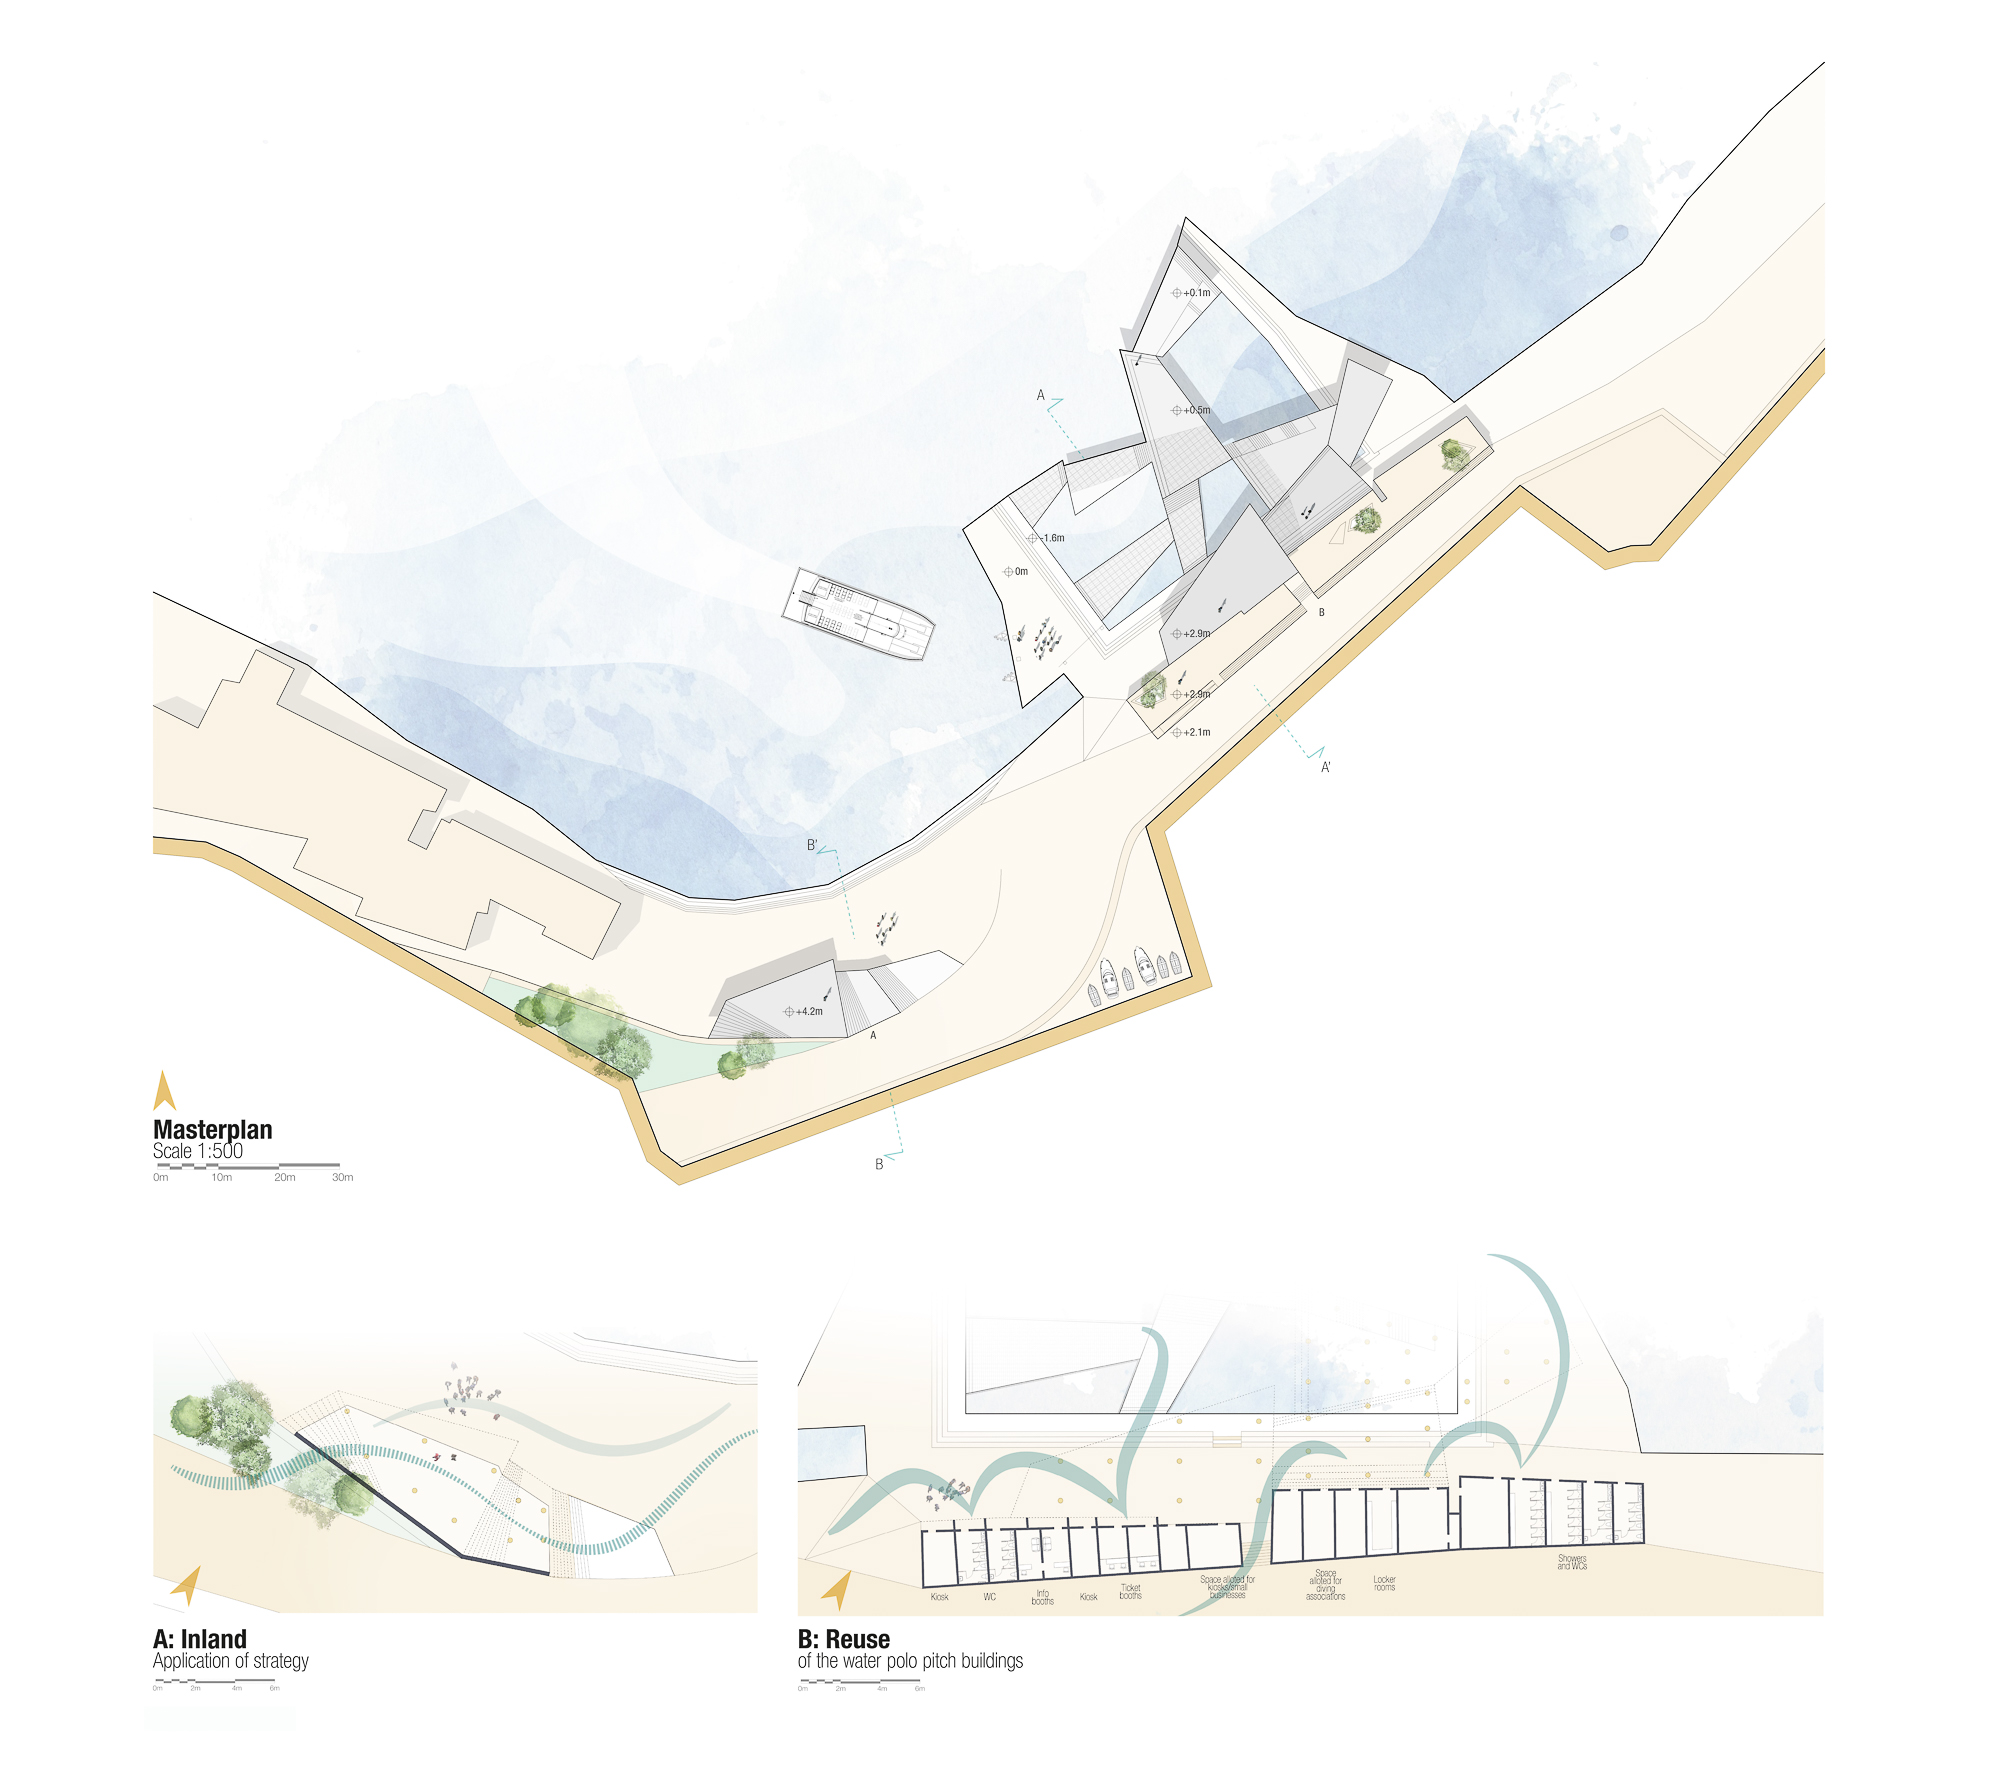 +0.1m
A
+0.5m
-1.6m
0m
B
+2.9m
+2.9m
+2.1m
A'
B'
+4.2m
A
B
Masterplan
Scale 1:500
0m 10m 20m 30m
Kiosk
WC
Info
booths
Kiosk
Ticket
booths
Space alloted for
kiosks/small
businesses
Space
alloted for
diving
associations
Locker
rooms
Showers
and WCs
A: Inland
Application of strategy
0m 2m 4m 6m
B: Reuse
of the water polo pitch buildings
0m 2m 4m 6m